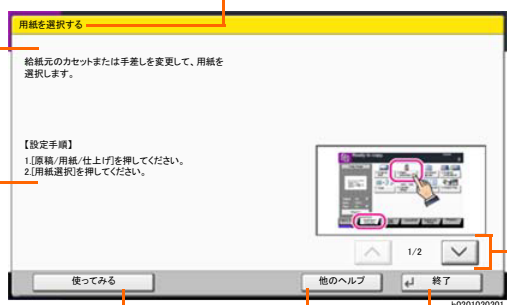 用紙を選択する
給紙元のカセットまたは手差しを変更して、用紙を
選択します。
【設定手順】
1.[原稿/用紙/仕上げ]を押してください。
2.[用紙選択]を押してください。
Ready to copy.
1/2
使ってみる
他のヘルプ
終了
b0201020201